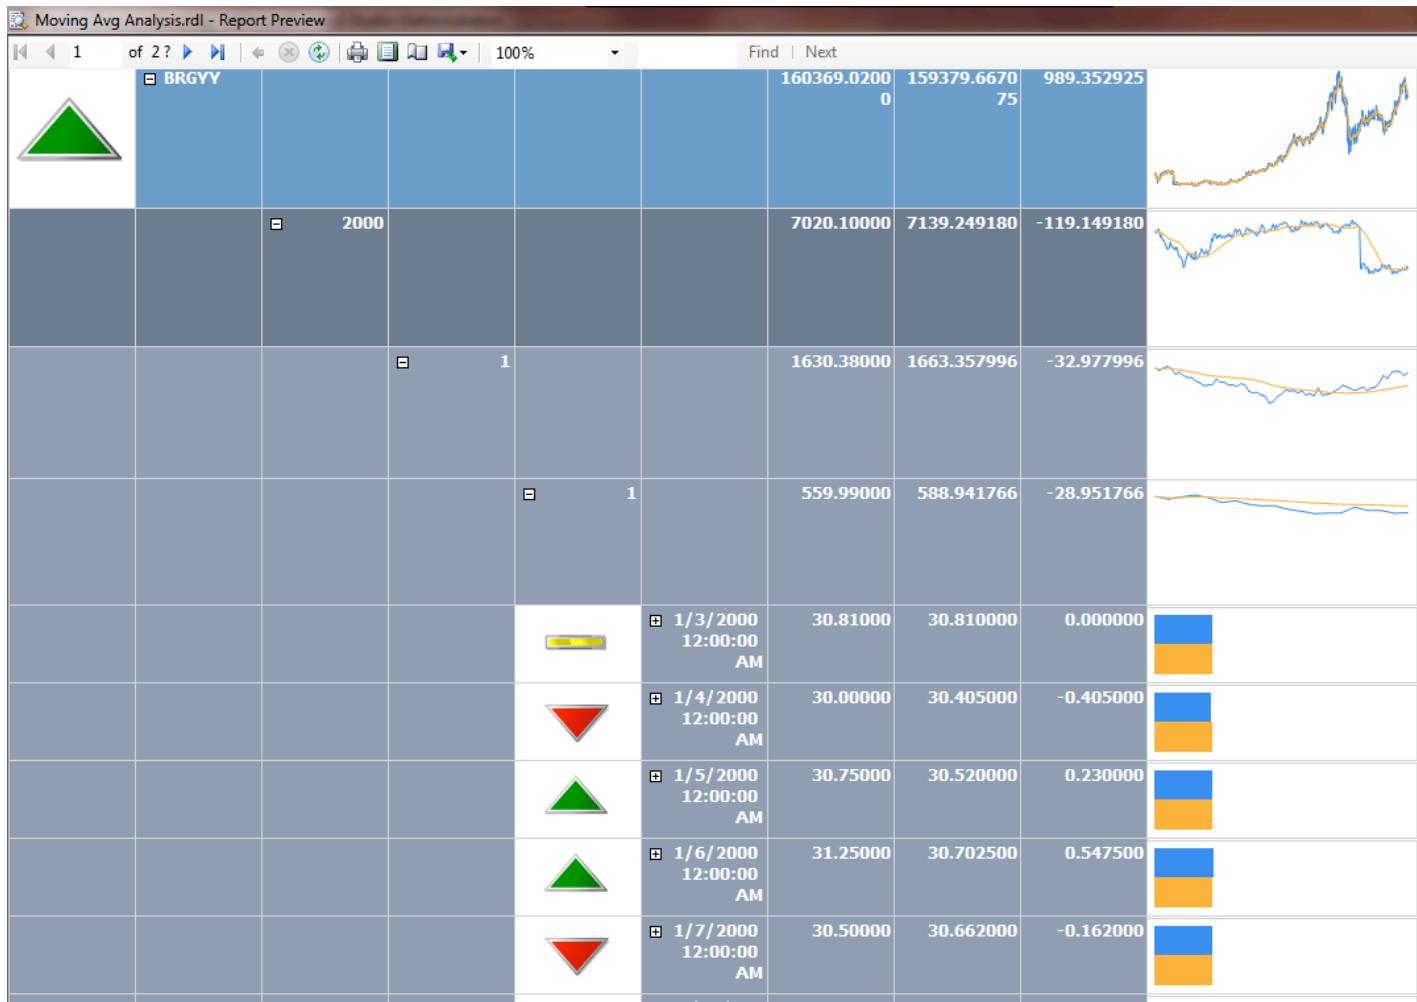 Moving Avg Analysis.rdl - Report Preview
1 of 2 ? 100% Find | Next
BRGYY 160369.0200 159379.6670 989.352925
0 75
2000 7020.10000 7139.249180 -119.149180
1 1630.38000 1663.357996 -32.977996
1 559.99000 588.941766 -28.951766
1/3/2000 30.81000 30.810000 0.000000
12:00:00
AM
1/4/2000 30.00000 30.405000 -0.405000
12:00:00
AM
1/5/2000 30.75000 30.520000 0.230000
12:00:00
AM
1/6/2000 31.25000 30.702500 0.547500
12:00:00
AM
1/7/2000 30.50000 30.662000 -0.162000
12:00:00
AM